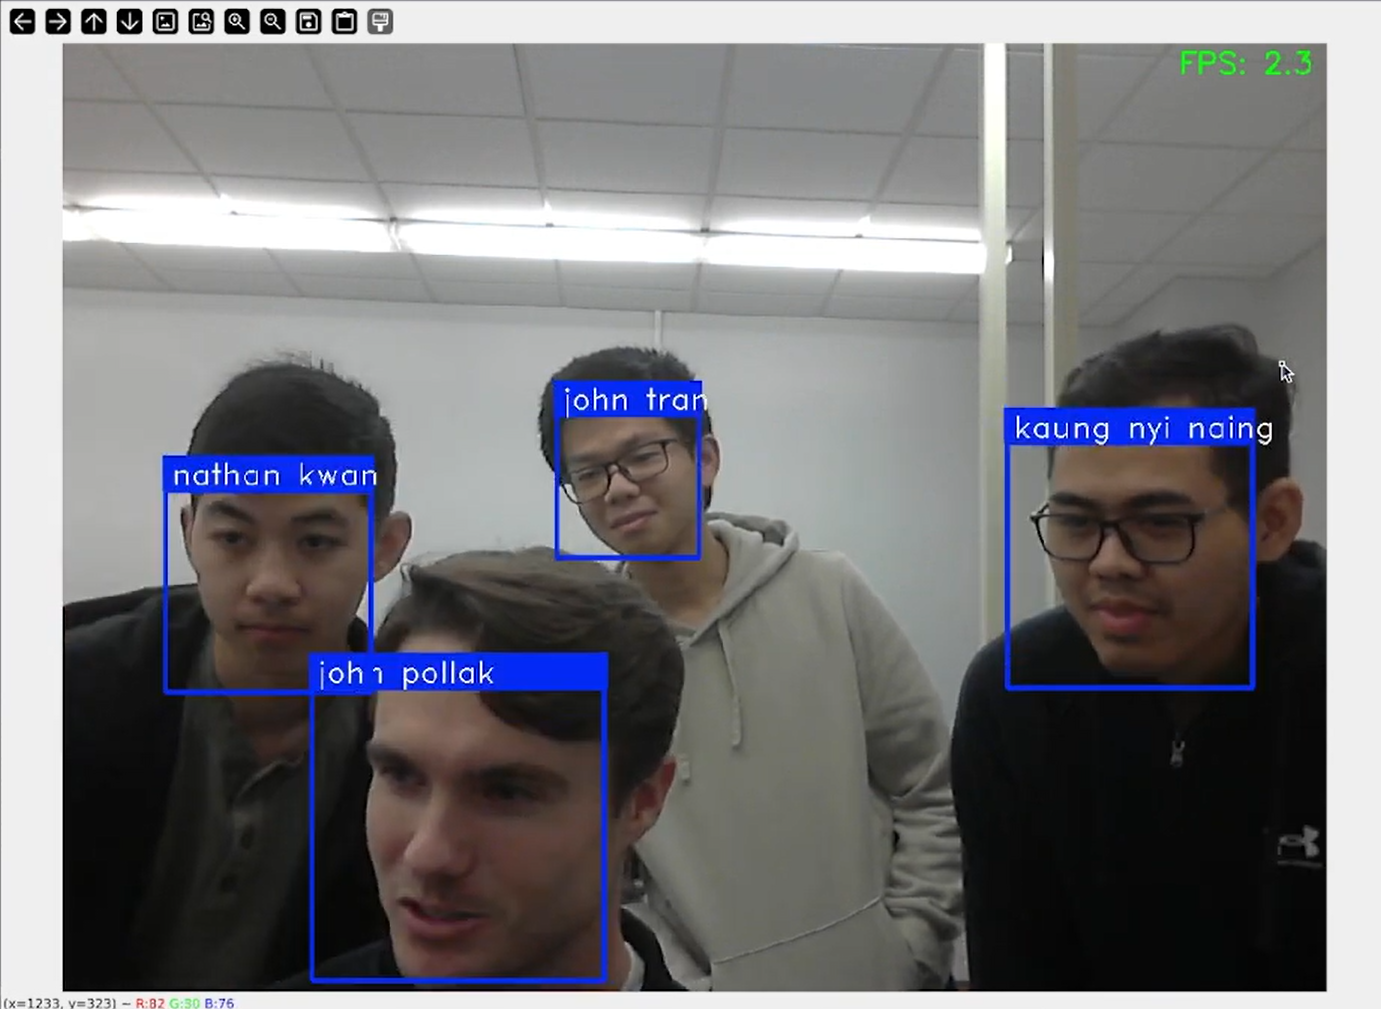 FPS: 2.3
john tran
kaung nyi naing
nathan kwan
john pollak
(x=1233, y=323) ~ R:82 G:30 B:76